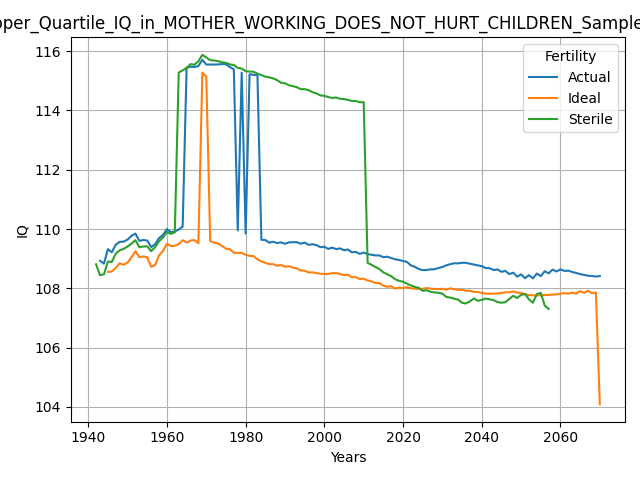 pper_Quartile_IQ_in_MOTHER_WORKING_DOES_NOT_HURT_CHILDREN_Sample
116
114
112
110
108
106
104
IQ
1940
1960
1980
2000
2020
2040
2060
Years
Fertility
Actual
Ideal
Sterile